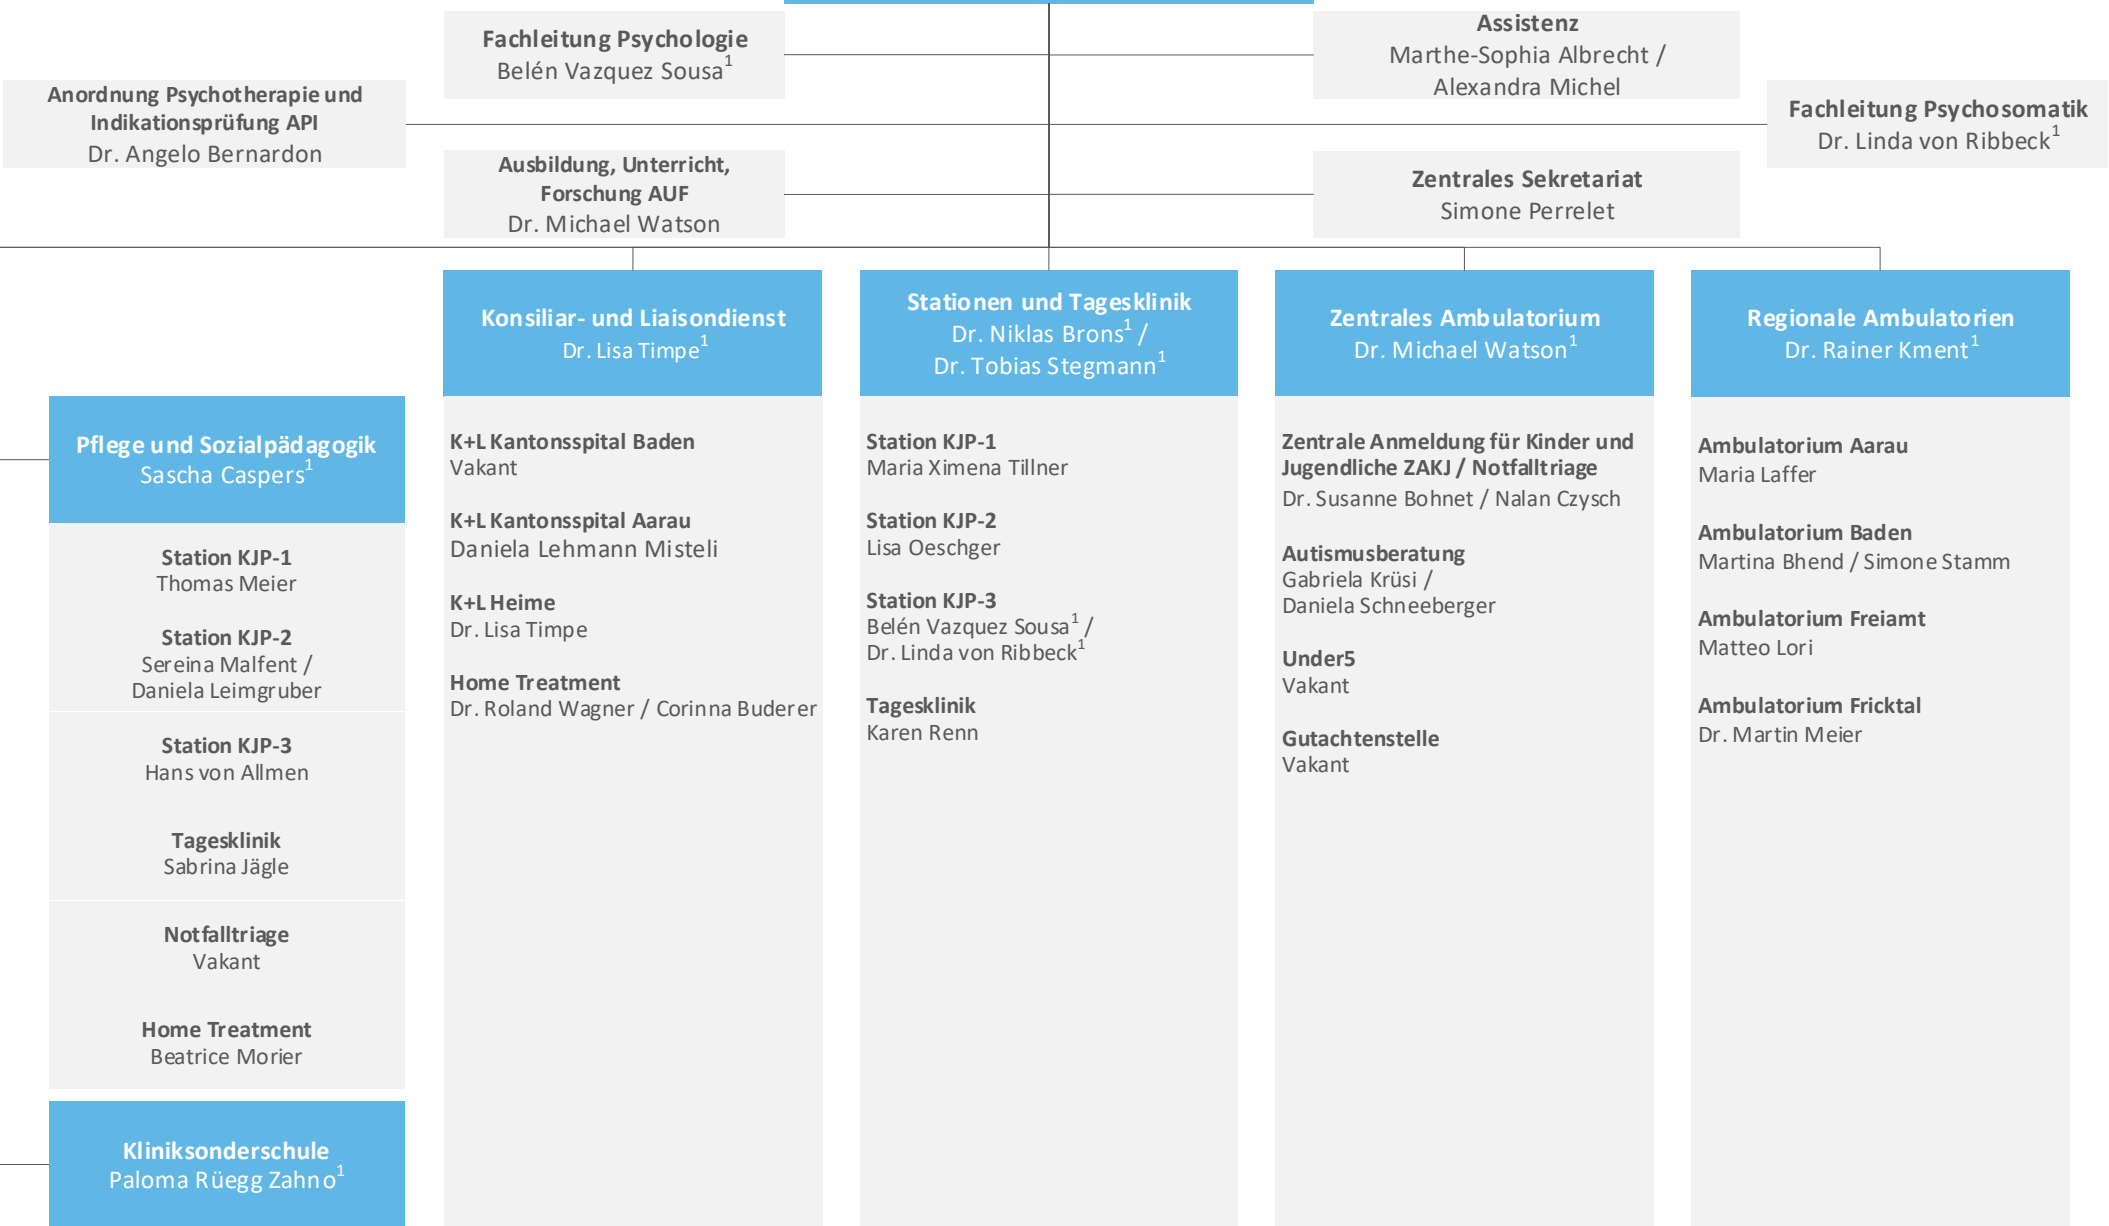 Fachleitung Psychologie
Belén Vazquez Sousa¹
Assistenz
Marthe-Sophia Albrecht /
Alexandra Michel
Anordnung Psychotherapie und
Indikationsprüfung API
Dr. Angelo Bernardon
Fachleitung Psychosomatik
Dr. Linda von Ribbeck¹
Ausbildung, Unterricht,
Forschung AUF
Dr. Michael Watson
Zentrales Sekretariat
Simone Perrelet
Pflege und Sozialpädagogik
Sascha Caspers¹
Station KJP-1
Thomas Meier
Station KJP-2
Sereina Malfent /
Daniela Leimgruber
Station KJP-3
Hans von Allmen
Tagesklinik
Sabrina Jägle
Notfalltriage
Vakant
Home Treatment
Beatrice Morier
Kliniksonderschule
Paloma Rüegg Zahno¹
Konsiliar- und Liaisondienst
Dr. Lisa Timpe¹
K+L Kantonsspital Baden
Vakant
K+L Kantonsspital Aarau
Daniela Lehmann Misteli
K+L Heime
Dr. Lisa Timpe
Home Treatment
Dr. Roland Wagner / Corinna Buderer
Stationen und Tagesklinik
Dr. Niklas Brons¹ /
Dr. Tobias Stegmann¹
Station KJP-1
Maria Ximena Tillner
Station KJP-2
Lisa Oeschger
Station KJP-3
Belén Vazquez Sousa¹ /
Dr. Linda von Ribbeck¹
Tagesklinik
Karen Renn
Zentrales Ambulatorium
Dr. Michael Watson¹
Zentrale Anmeldung für Kinder und
Jugendliche ZAKJ / Notfalltriage
Dr. Susanne Bohnet / Nalan Czysch
Autismusberatung
Gabriela Krüsi /
Daniela Schneeberger
Under5
Vakant
Gutachtenstelle
Vakant
Regionale Ambulatorien
Dr. Rainer Kment¹
Ambulatorium Aarau
Maria Laffer
Ambulatorium Baden
Martina Bhend / Simone Stamm
Ambulatorium Freiamt
Matteo Lori
Ambulatorium Fricktal
Dr. Martin Meier